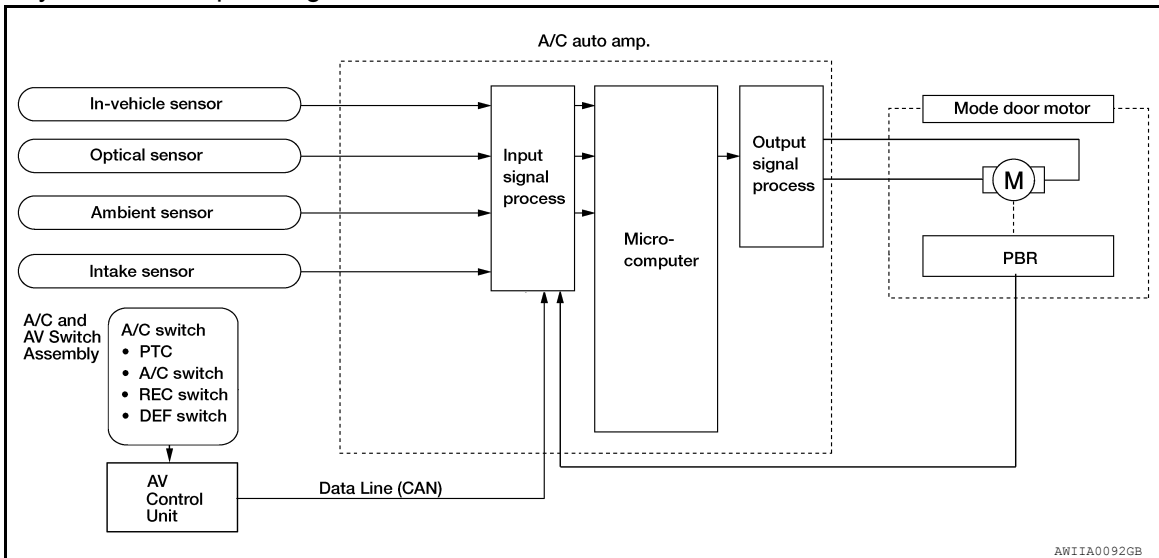 A/C auto amp.
In-vehicle sensor
Optical sensor
Ambient sensor
Intake sensor
Input
signal
process
Micro-
computer
Output
signal
process
Mode door motor
M
PBR
A/C and
AV Switch
Assembly
A/C switch
• PTC
• A/C switch
• REC switch
• DEF switch
AV
Control
Unit
Data Line (CAN)
AWIIA0092GB